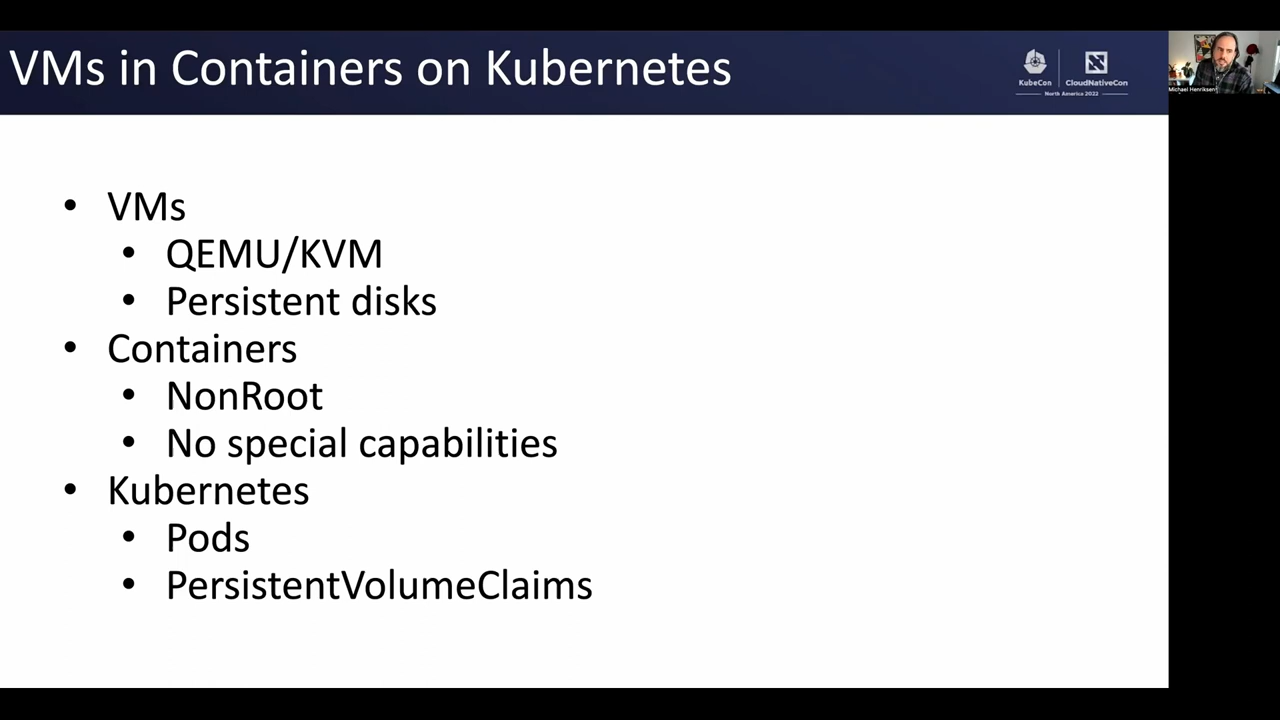 VMs in Containers on Kubernetes
KubeCon
CloudNativeCon
North America 2022
Michael Henriksen
• VMs
• QEMU/KVM
• Persistent disks
• Containers
• NonRoot
• No special capabilities
• Kubernetes
• Pods
• PersistentVolumeClaims